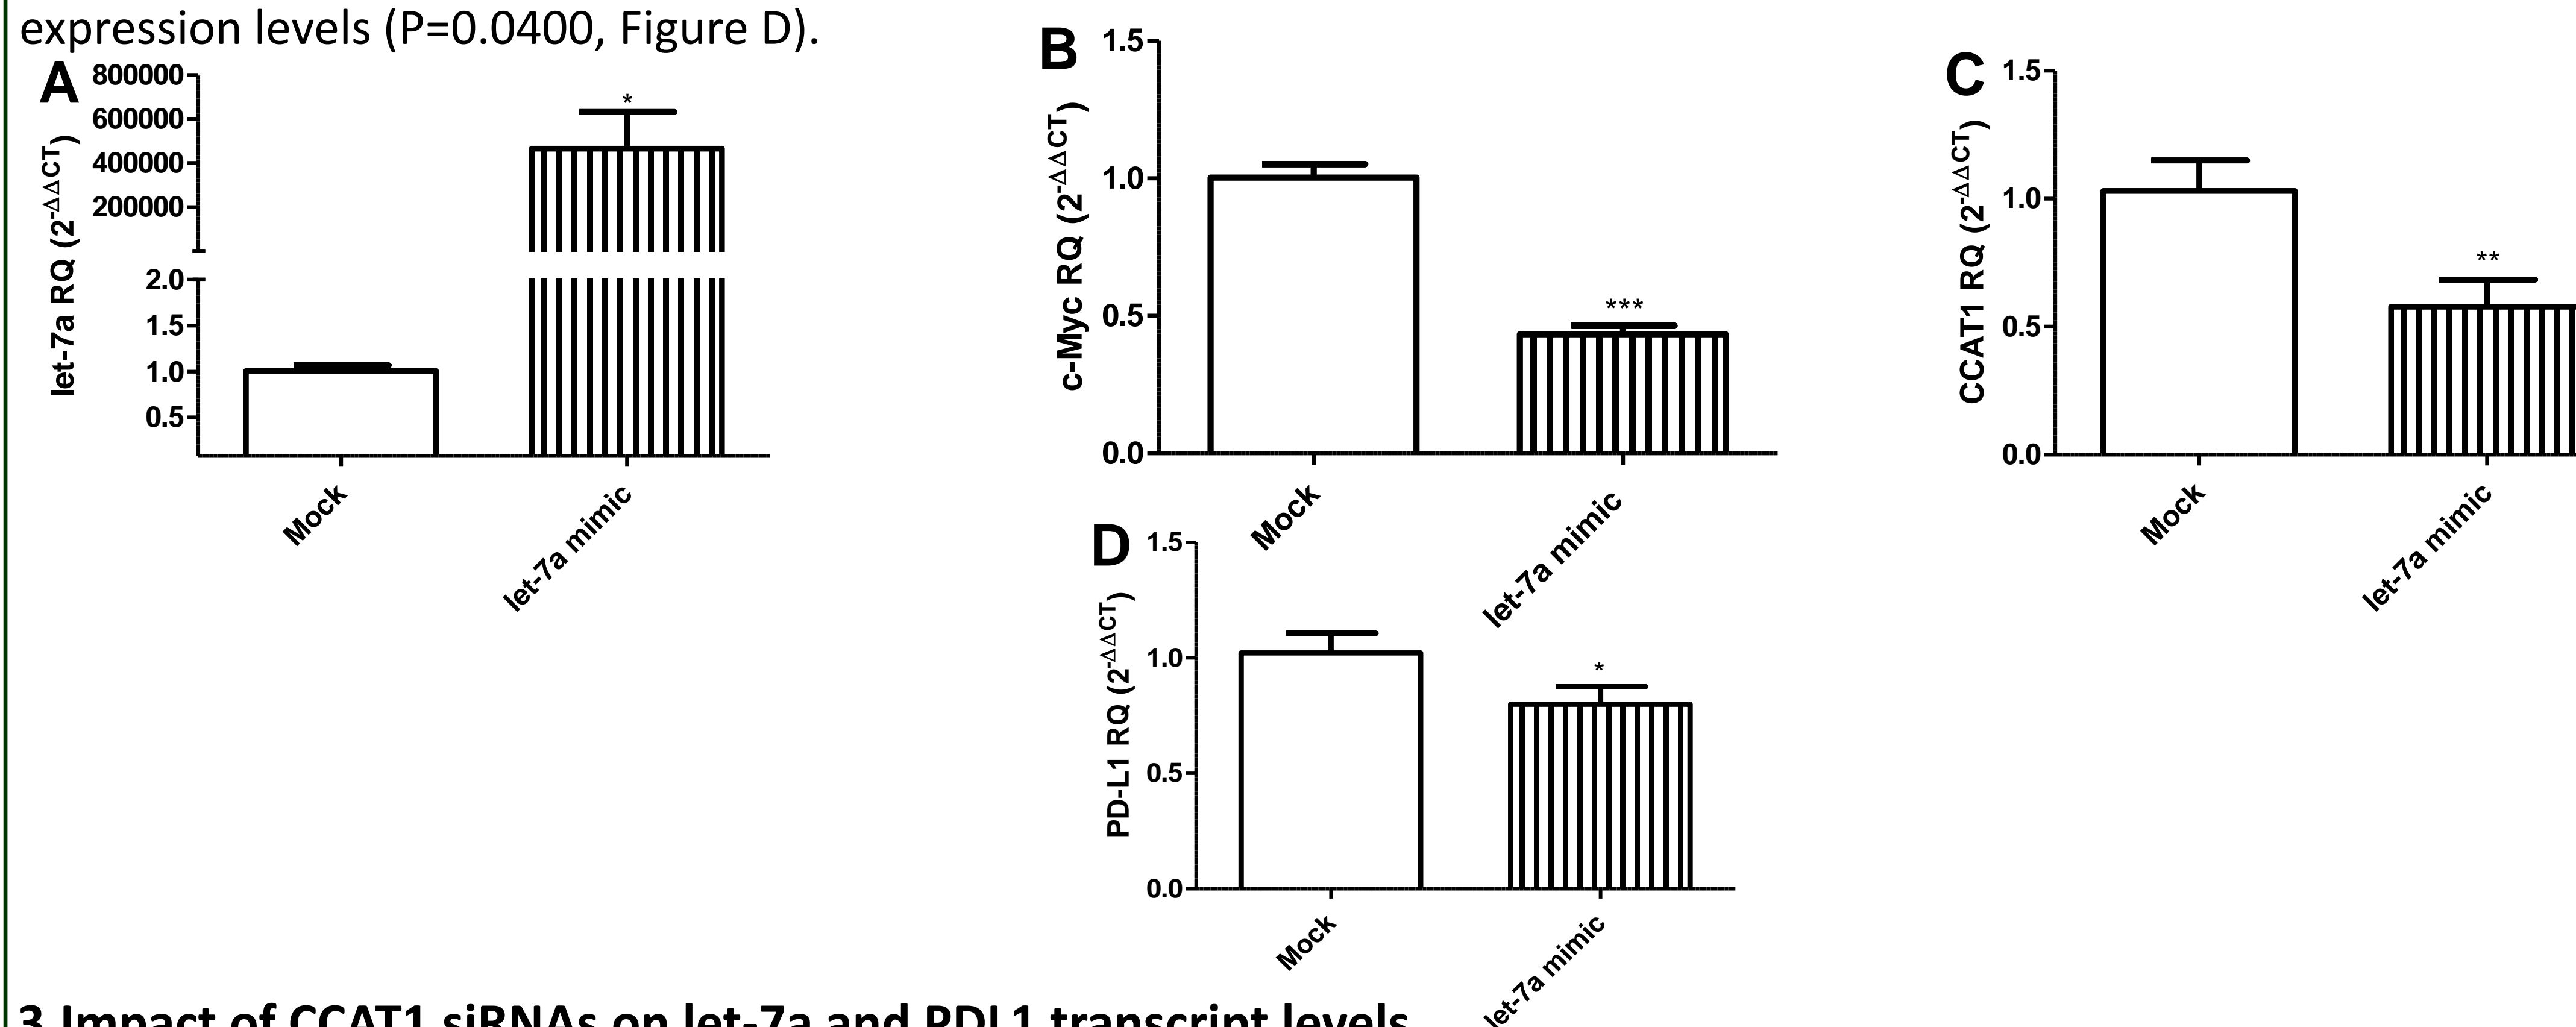 expression levels (P=0.0400, Figure D).
A
800000
600000
400000
200000
2.0
1.5
1.0
0.5
let-7a RQ (2-ΔΔCT)
*
Mock
let-7a mimic
B
1.5
1.0
0.5
0.0
c-Myc RQ (2-ΔΔCT)
***
Mock
let-7a mimic
C
1.5
1.0
0.5
0.0
CCAT1 RQ (2-ΔΔCT)
**
Mock
let-7a mimic
D
1.5
1.0
0.5
0.0
PD-L1 RQ (2-ΔΔCT)
*
Mock
let-7a mimic
3. Impact of CCAT1 siRNAs on let-7a and PDL1 transcript levels